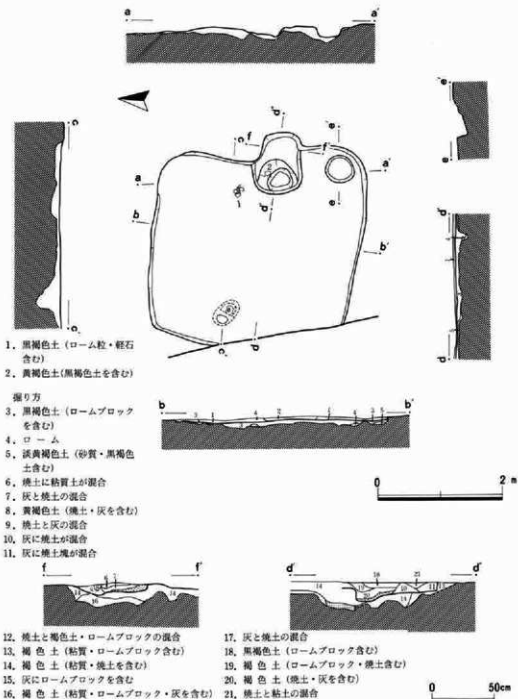 a a'
e
f
a'
a
b
b'
1. 黒褐色土（ローム粒・軽石
含む）
2. 黄褐色土(黒褐色土を含む)
掘り方
3. 黒褐色土（ロームブロック
を含む）
4. ローム
5. 淡黄褐色土（砂質・黒褐色
土含む）
6. 焼土に粘質土が混合
7. 灰と焼土の混合
8. 黄褐色土（焼土・灰を含む）
9. 焼土と灰の混合
10. 灰に焼土が混合
11. 灰に焼土塊が混合
b b'
0 2 m
f f'
d d'
12. 焼土と褐色土・ロームブロックの混合
13. 褐色土（粘質・ロームブロック含む）
14. 褐色土（粘質・焼土を含む）
15. 灰にロームブロックを含む
16. 褐色土（粘質・ロームブロック・灰を含む）
17. 灰と焼土の混合
18. 黒褐色土（ロームブロック含む）
19. 褐色土（ロームブロック・焼土含む）
20. 褐色土（焼土・灰を含む）
21. 焼土と粘土の混合
0 50cm